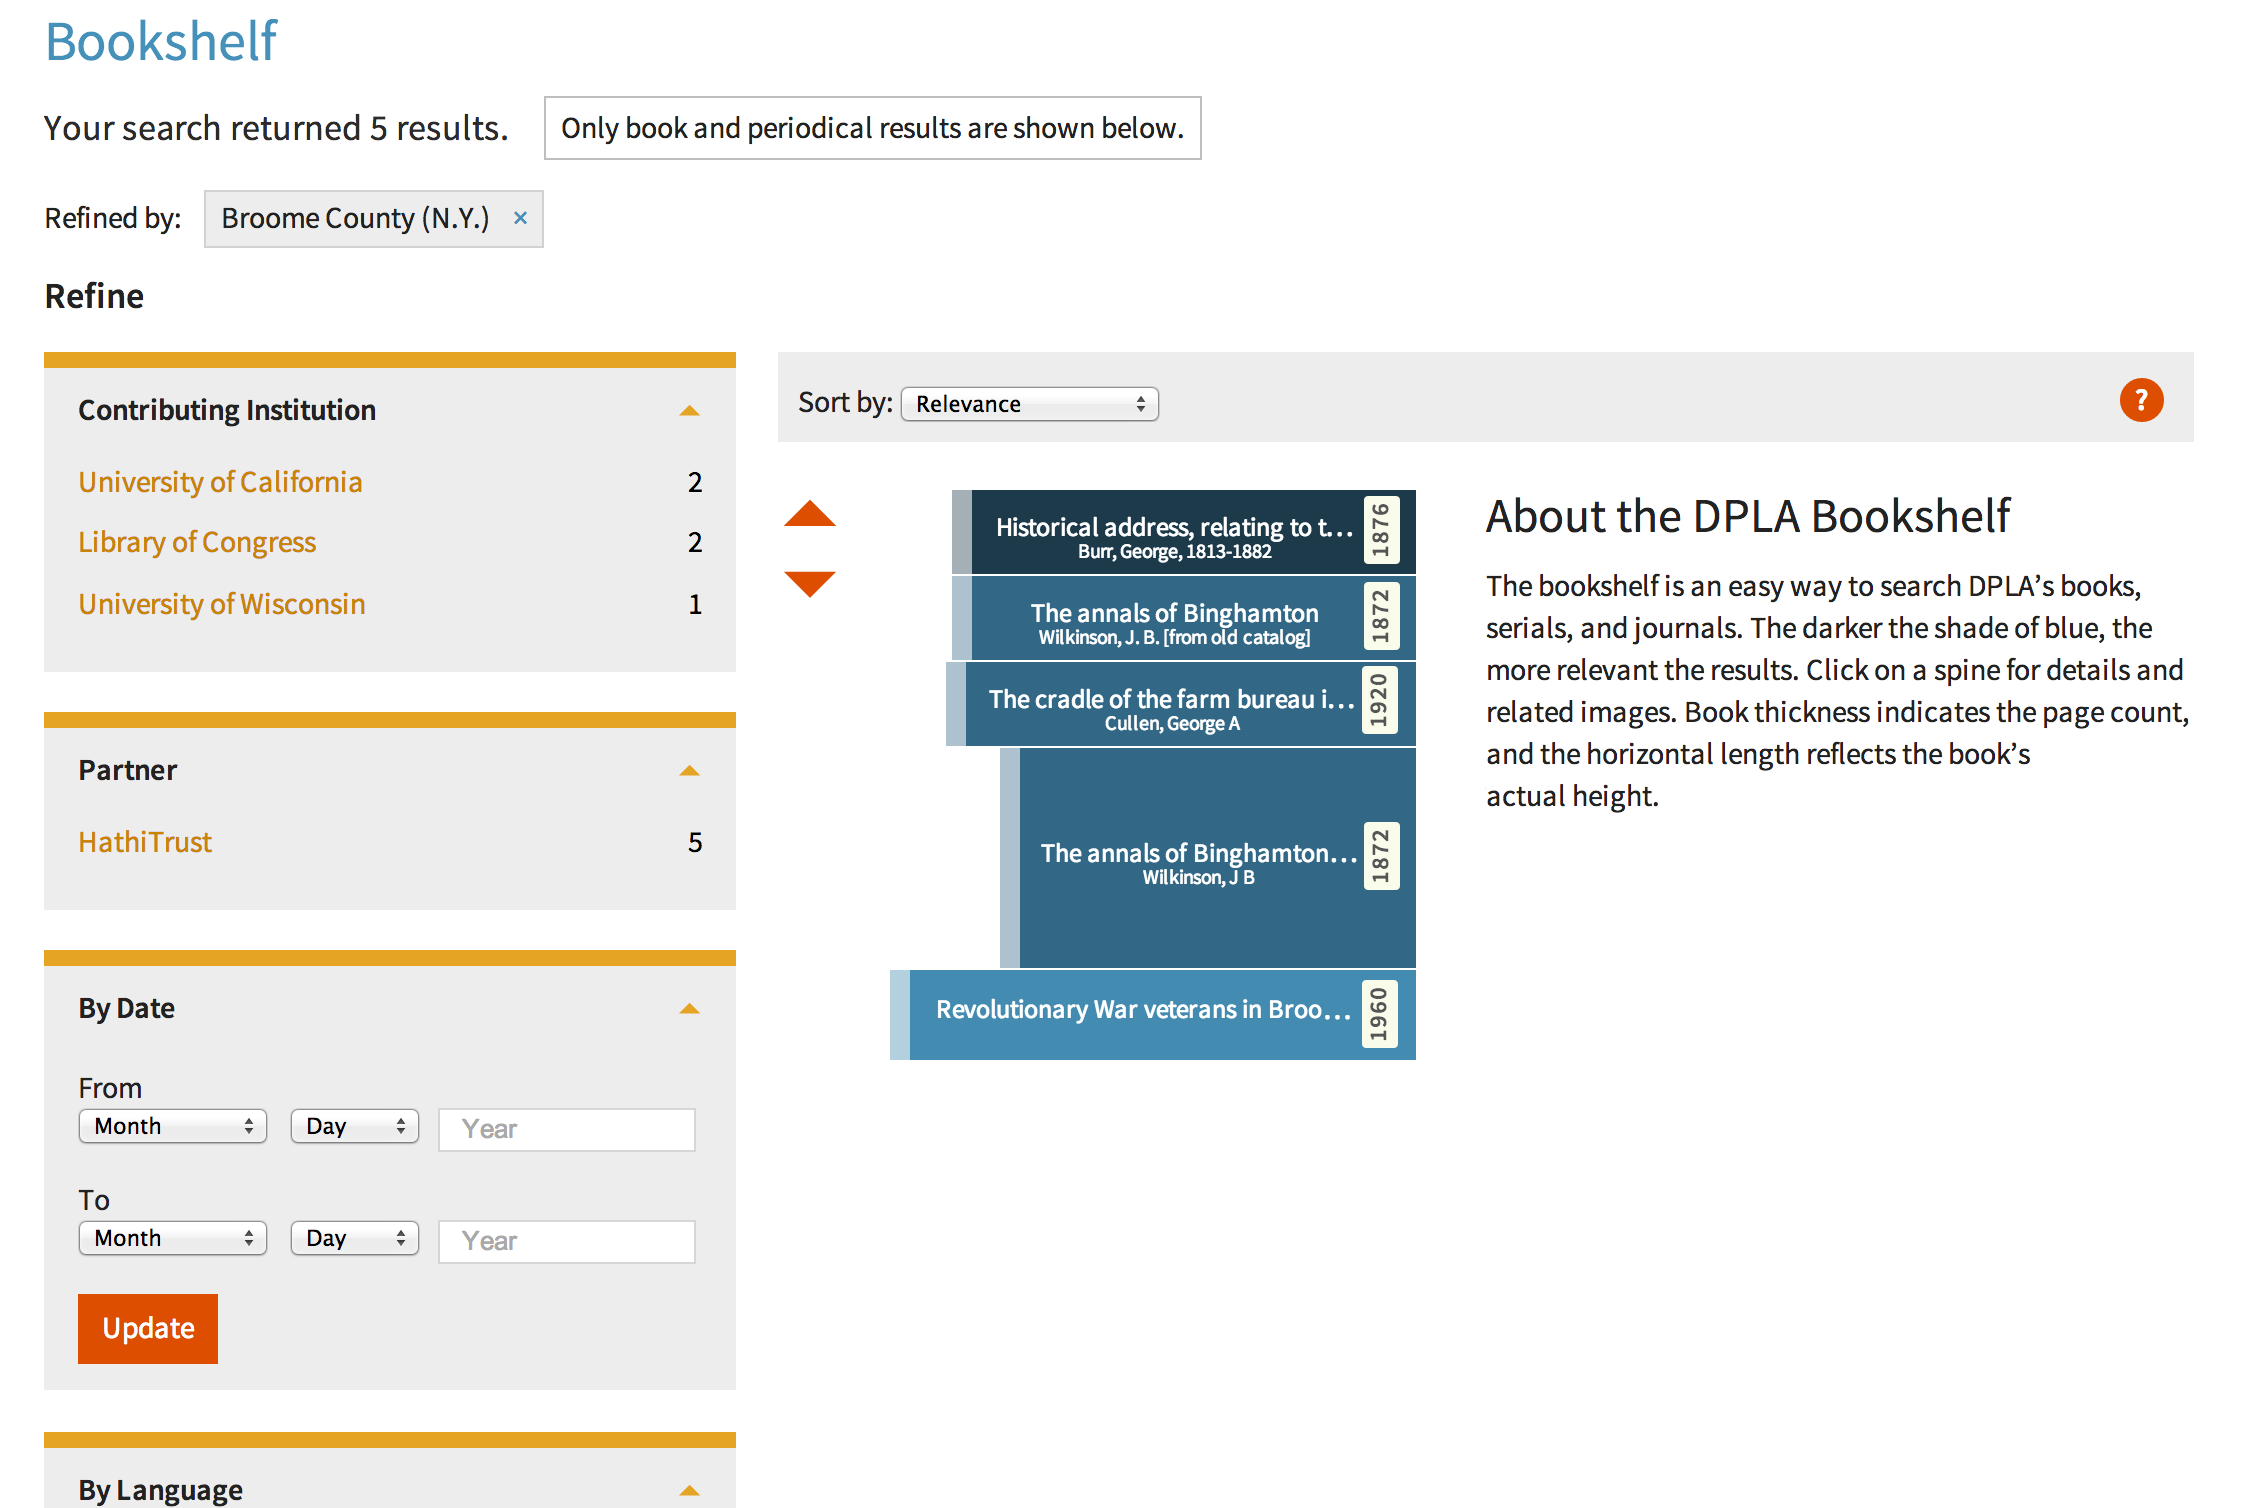 Bookshelf
Your search returned 5 results.
Only book and periodical results are shown below.
Refined by:
Broome County (N.Y.) ×
Refine
Contributing Institution
University of California 2
Library of Congress 2
University of Wisconsin 1
Partner
HathiTrust 5
By Date
From
Month Day Year
To
Month Day Year
Update
By Language
Sort by: Relevance
?
Historical address, relating to t...
Burr, George, 1813-1882
1876
The annals of Binghamton
Wilkinson, J. B. [from old catalog]
1872
The cradle of the farm bureau i...
Cullen, George A
1920
The annals of Binghamton...
Wilkinson, J B
1872
Revolutionary War veterans in Broo...
1960
About the DPLA Bookshelf
The bookshelf is an easy way to search DPLA’s books,
serials, and journals. The darker the shade of blue, the
more relevant the results. Click on a spine for details and
related images. Book thickness indicates the page count,
and the horizontal length reflects the book’s
actual height.